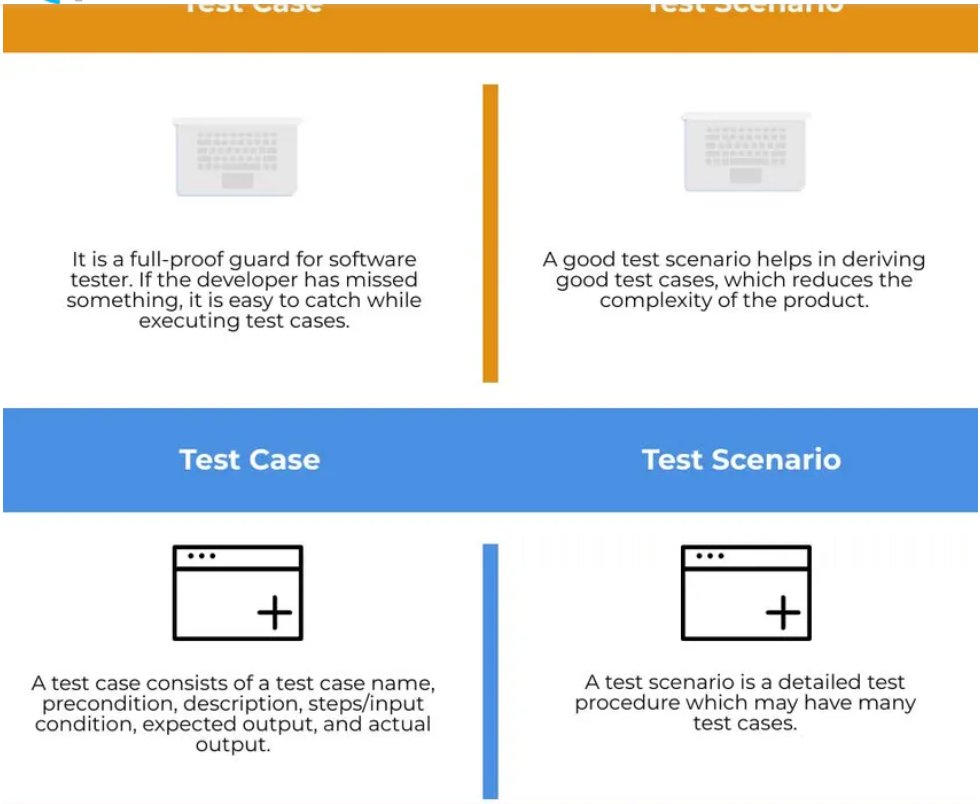 Test Case
Test Scenario
It is a full-proof guard for software
tester. If the developer has missed
something, it is easy to catch while
executing test cases.
A good test scenario helps in deriving
good test cases, which reduces the
complexity of the product.
Test Case
Test Scenario
A test case consists of a test case name,
precondition, description, steps/input
condition, expected output, and actual
output.
A test scenario is a detailed test
procedure which may have many
test cases.